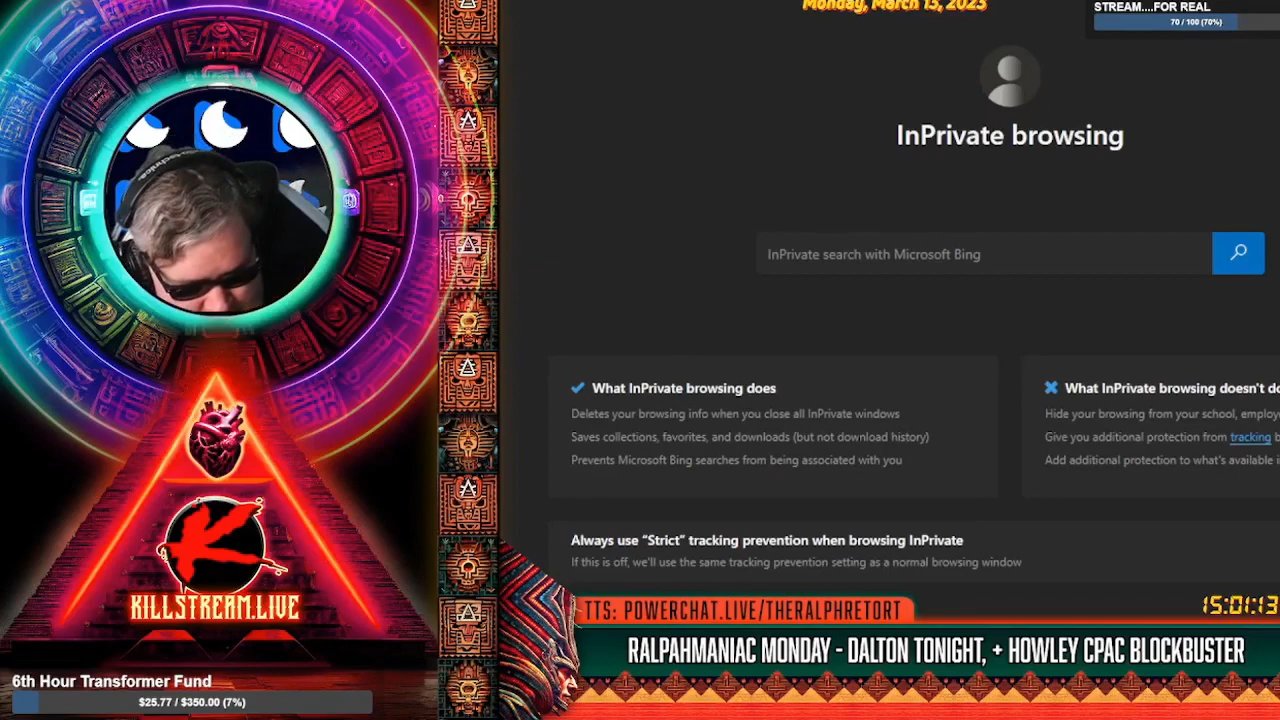 Monday, March 13, 2023
STREAM....FOR REAL
70 / 100 (70%)
InPrivate browsing
InPrivate search with Microsoft Bing
What InPrivate browsing does
Deletes your browsing info when you close all InPrivate windows
Saves collections, favorites, and downloads (but not download history)
Prevents Microsoft Bing searches from being associated with you
What InPrivate browsing doesn't do
Hide your browsing from your school, employ
Give you additional protection from tracking b
Add additional protection to what's available i
Always use “Strict” tracking prevention when browsing InPrivate
If this is off, we'll use the same tracking prevention setting as a normal browsing window
KILLSTREAM.LIVE
TTS: POWERCHAT.LIVE/THERALPHRETORT
15:01:13
RALPAHMANIAC MONDAY - DALTON TONIGHT, + HOWLEY CPAC BLOCKBUSTER
6th Hour Transformer Fund
$25.77 / $350.00 (7%)